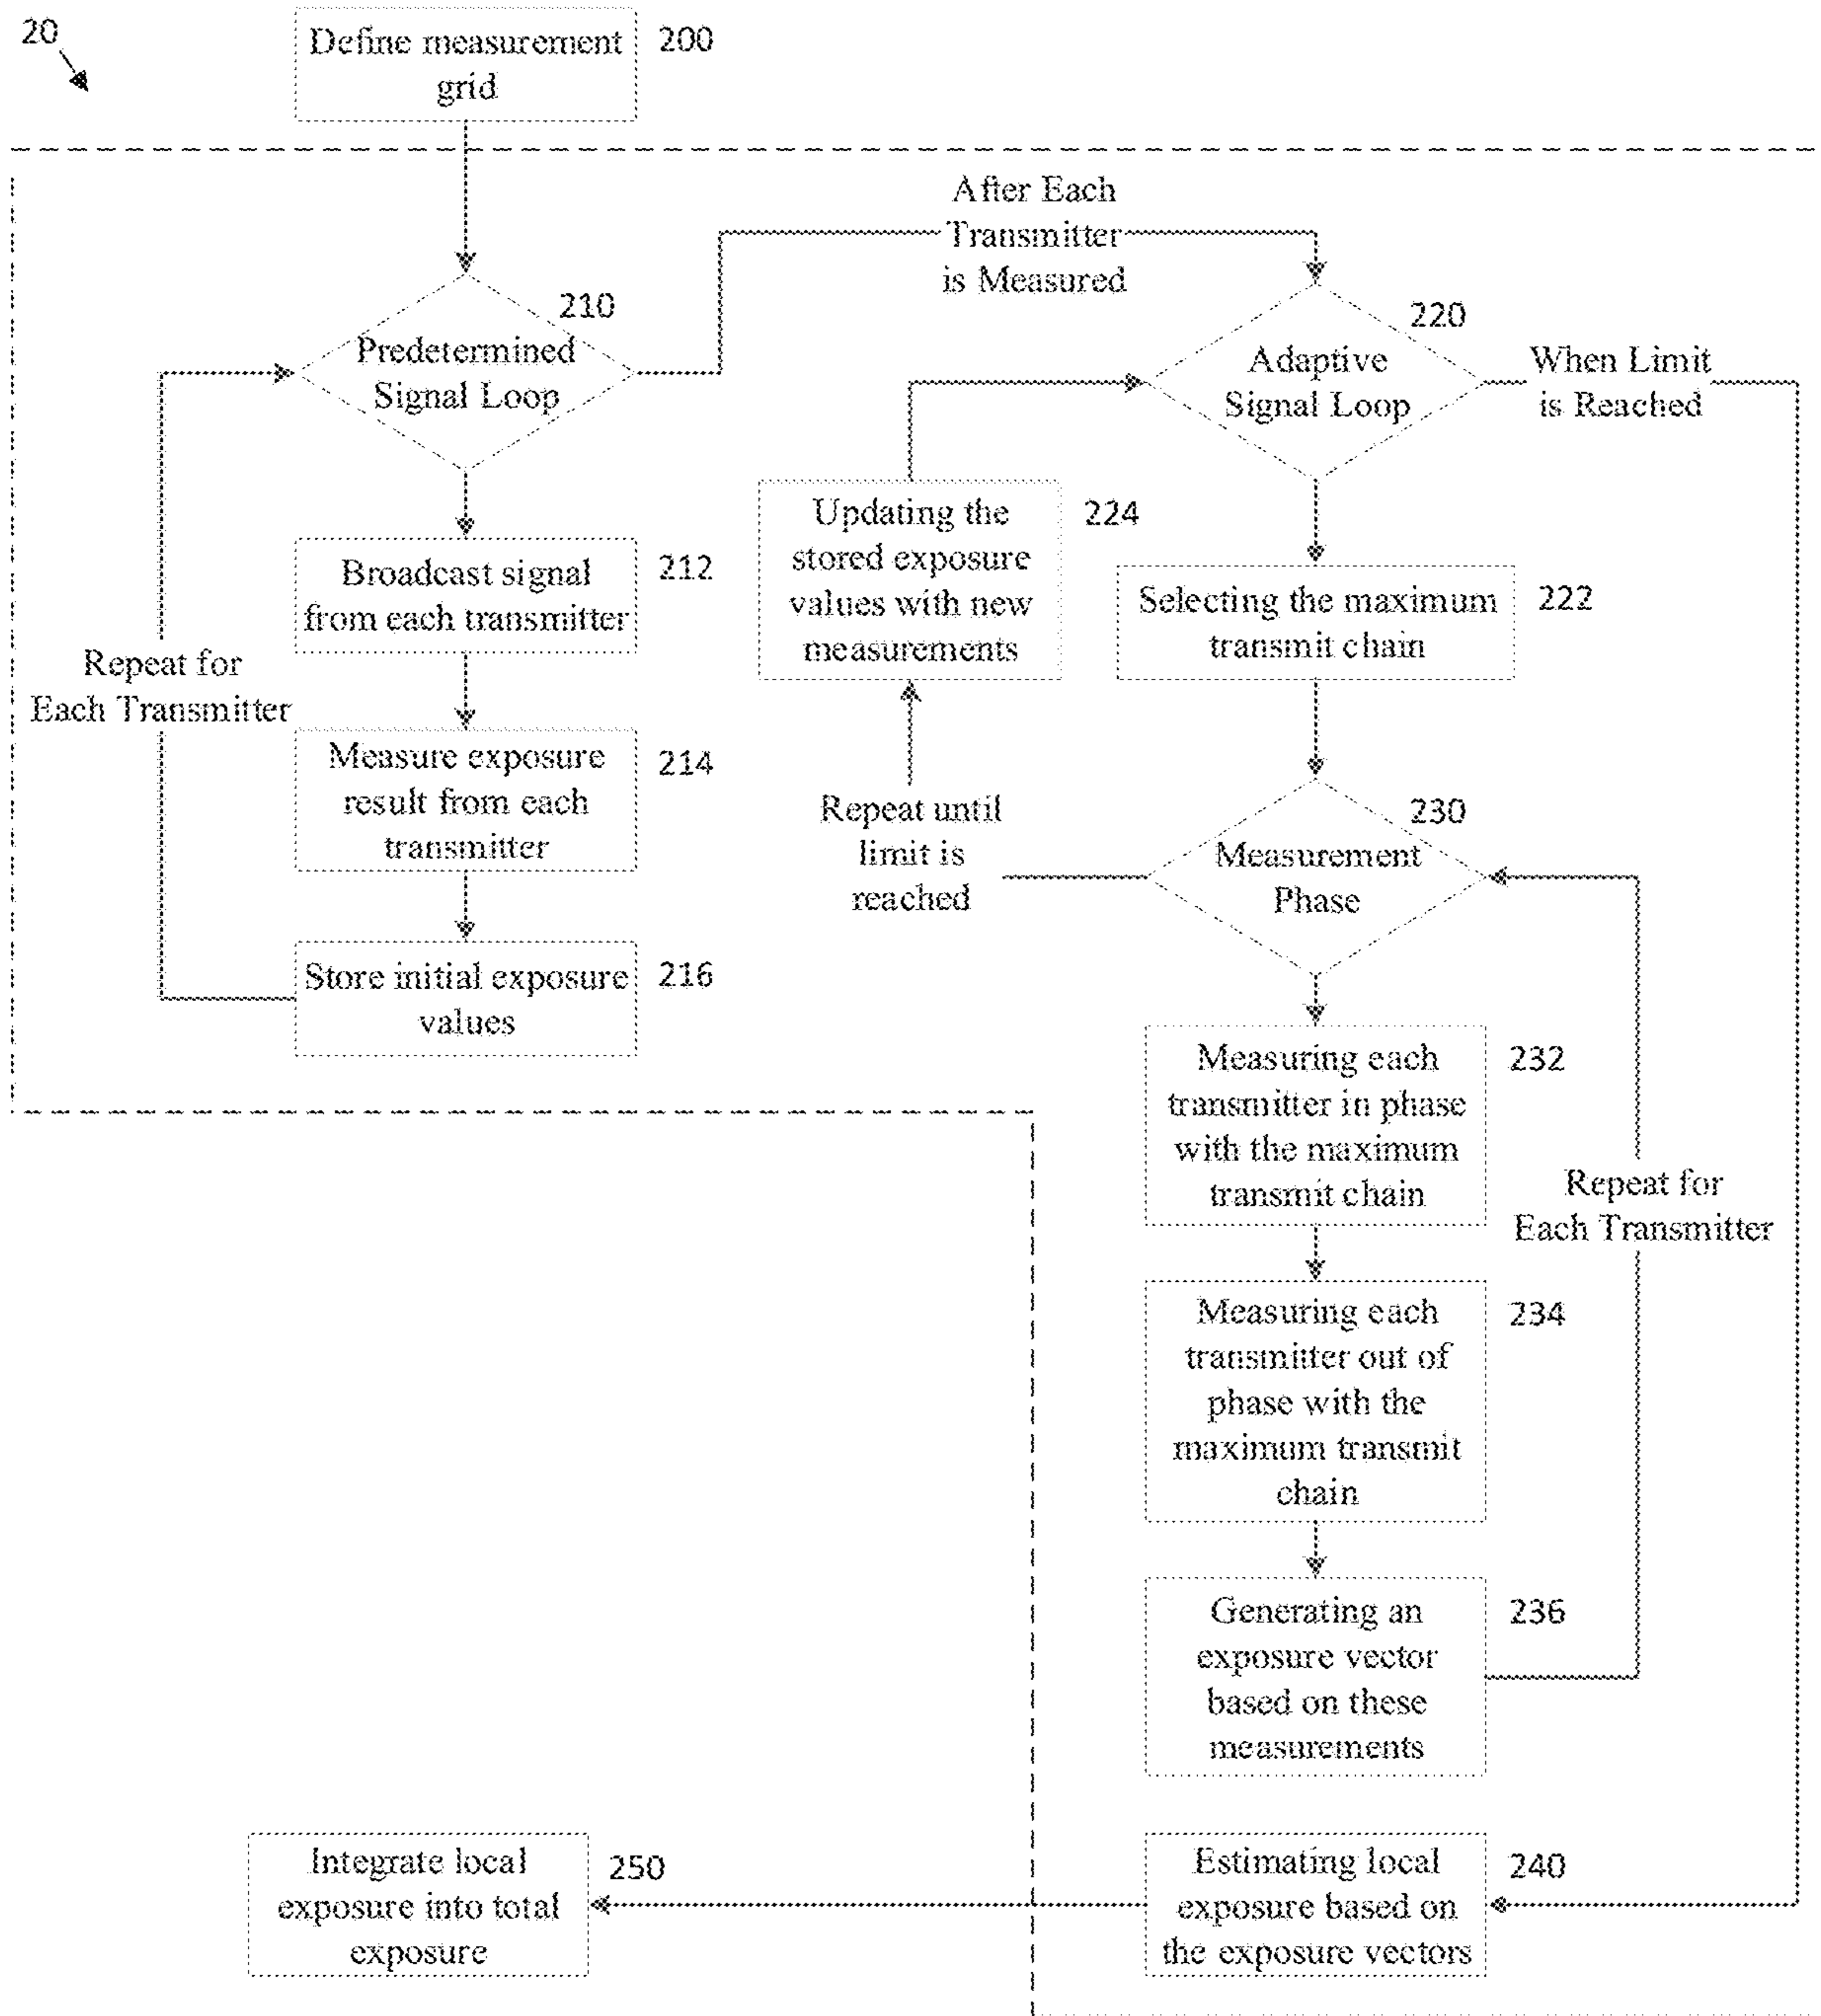 20
Define measurement
grid
200
After Each
Transmitter
is Measured
210
Predetermined
Signal Loop
220
Adaptive
Signal Loop
When Limit
is Reached
Broadcast signal
from each transmitter
212
Updating the
stored exposure
values with new
measurements
224
Selecting the maximum
transmit chain
222
Repeat for
Each Transmitter
Measure exposure
result from each
transmitter
214
Repeat until
limit is
reached
230
Measurement
Phase
Store initial exposure
values
216
Measuring each
transmitter in phase
with the maximum
transmit chain
232
Repeat for
Each Transmitter
Measuring each
transmitter out of
phase with the
maximum transmit
chain
234
Generating an
exposure vector
based on these
measurements
236
Integrate local
exposure into total
exposure
250
Estimating local
exposure based on
the exposure vectors
240